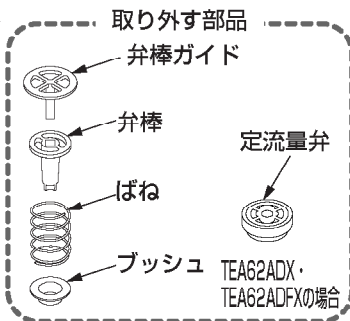 取り外す部品
弁棒ガイド
弁棒
定流量弁
ばね
ブッシュ
TEA62ADX・
TEA62ADFXの場合